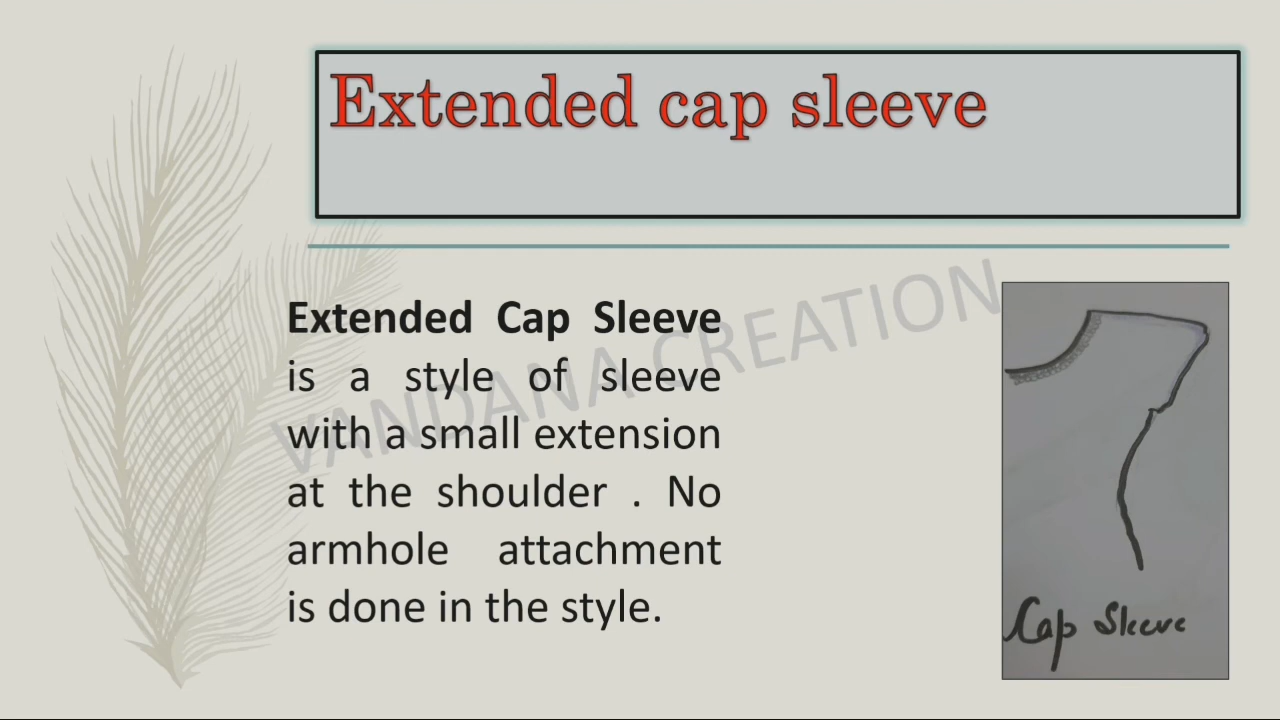 Extended cap sleeve
Extended Cap Sleeve
is a style of sleeve
with a small extension
at the shoulder . No
armhole attachment
is done in the style.
VANDANA CREATION
Cap Sleeve